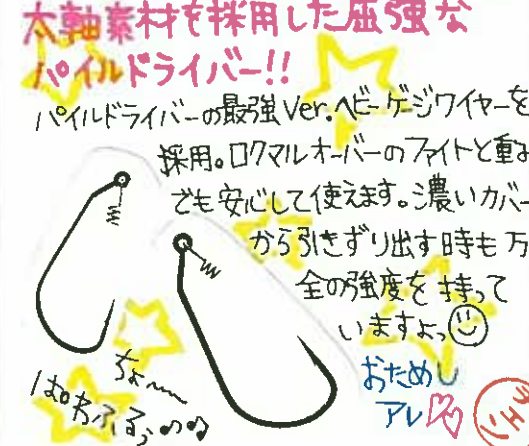 太軸素材を採用した屈強な
パイルドライバー!!
パイルドライバーの最強Ver.ヘビーゲージワイヤーを
採用。ロクマルオーバーのファイトと重み
でも安心して使えます。濃いカバー
から引きずり出す時も万
全の強度を持って
いますよっ
ちょ〜
ぱわふるっ♪♪
おためし
アレ